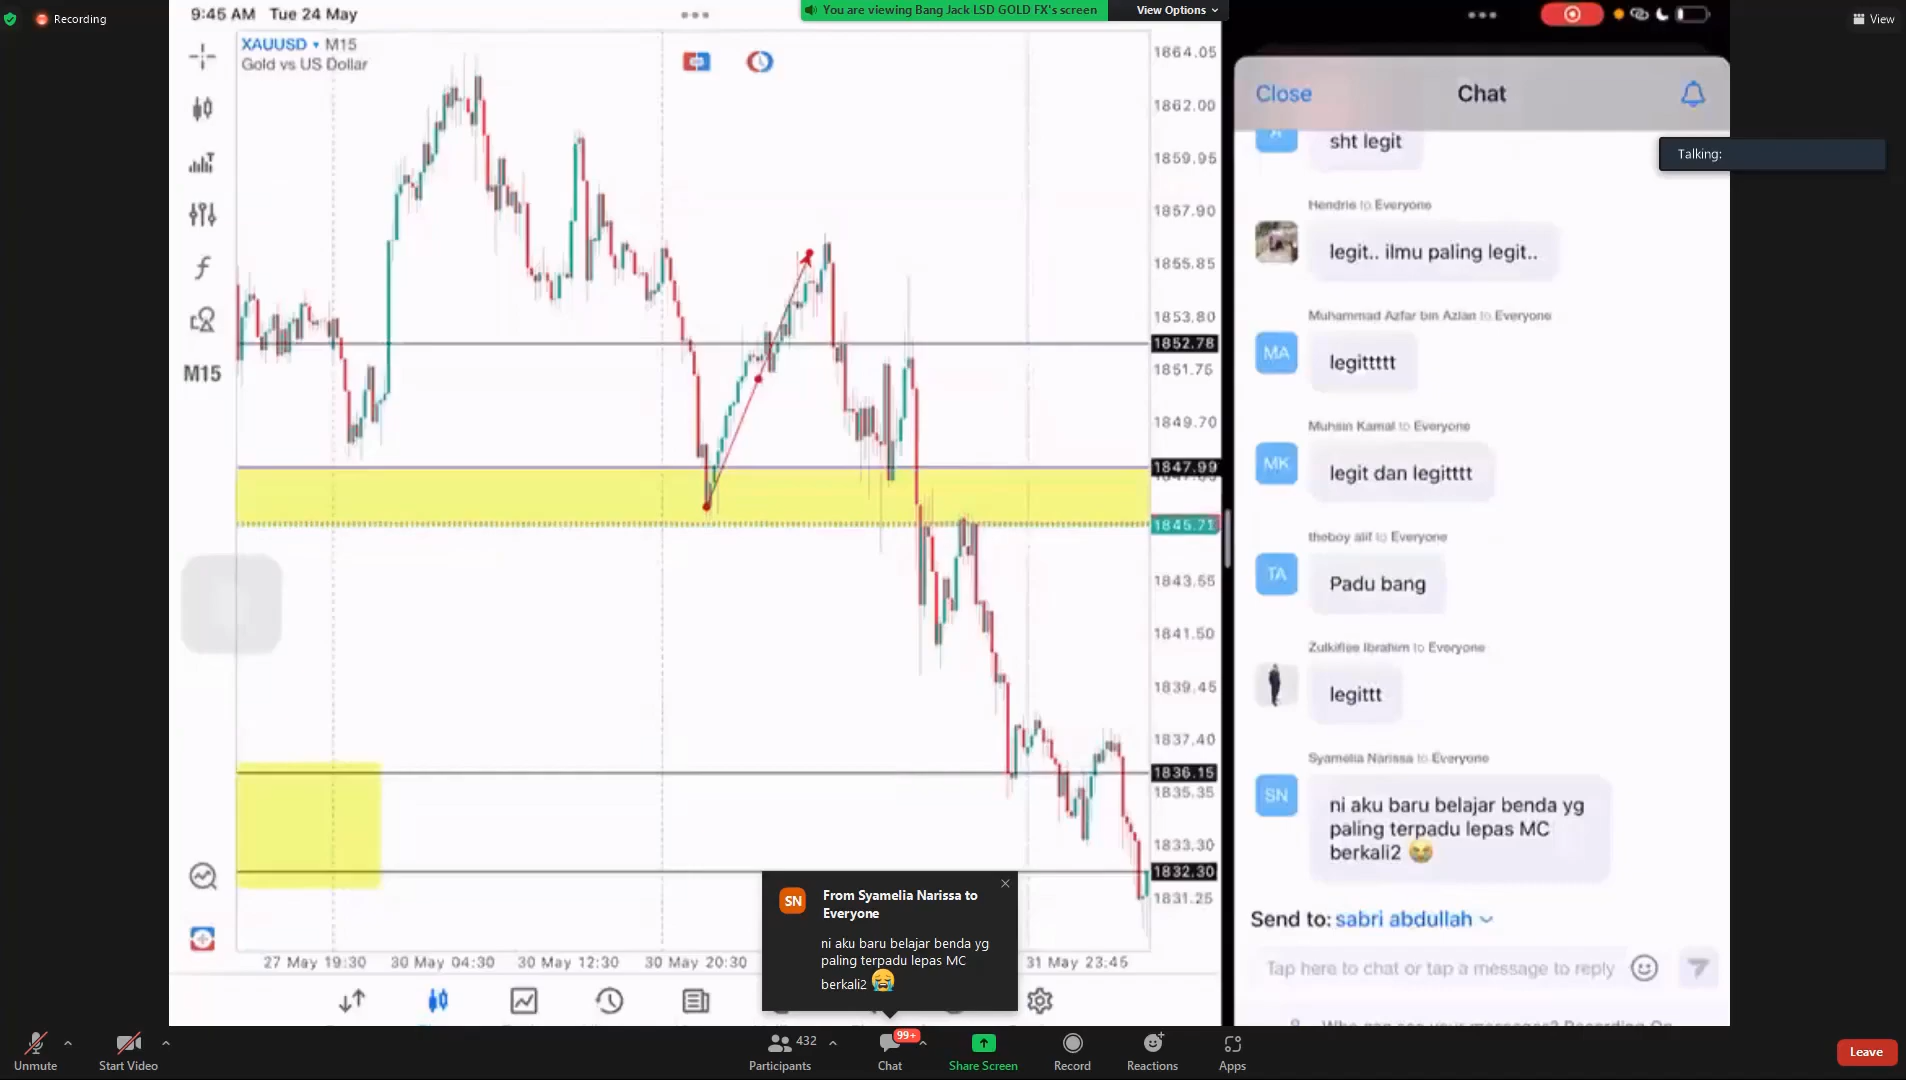 Recording
9:45 AM Tue 24 May
You are viewing Bang Jack LSD GOLD FX's screen
View Options
View
XAUUSD M15
Gold vs US Dollar
M15
1864.05
1862.00
1859.95
1857.90
1855.85
1853.80
1852.78
1851.75
1849.70
1847.99
1845.71
1843.55
1841.50
1839.45
1837.40
1836.15
1835.35
1833.30
1832.30
1831.25
27 May 19:30
30 May 04:30
30 May 12:30
30 May 20:30
31 May 23:45
Close
Chat
Talking:
sht legit
Hendrie to Everyone
legit.. ilmu paling legit..
Muhammad Azfar bin Azlan to Everyone
MA
legittttt
Muhsin Kamal to Everyone
MK
legit dan legitttt
theboy alif to Everyone
TA
Padu bang
Zulkiflee Ibrahim to Everyone
legittt
Syamelia Narissa to Everyone
SN
ni aku baru belajar benda yg
paling terpadu lepas MC
berkali2 😭
Send to: sabri abdullah
Tap here to chat or tap a message to reply
Who can see your messages? Recording On
SN
From Syamelia Narissa to
Everyone
ni aku baru belajar benda yg
paling terpadu lepas MC
berkali2 😭
Unmute
Start Video
432
Participants
99+
Chat
Share Screen
Record
Reactions
Apps
Leave